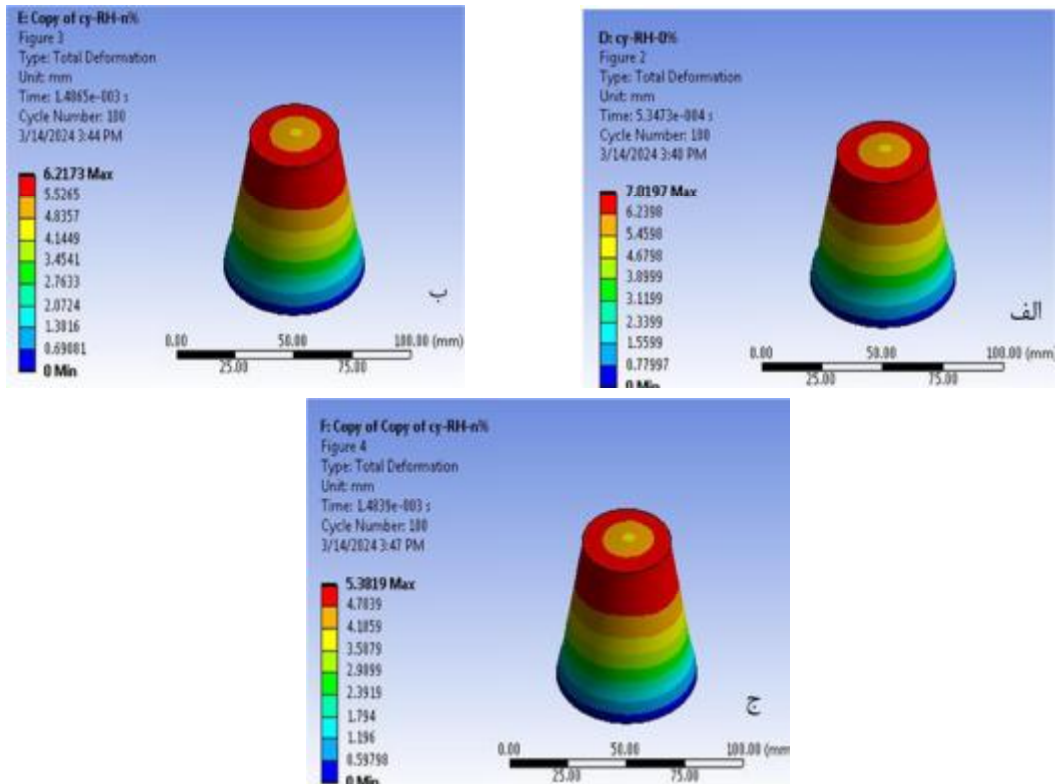 E: Copy of cy-RH-n%
Figure 3
Type: Total Deformation
Unit: mm
Time: 1.4865e-003 s
Cycle Number: 180
3/14/2024 3:44 PM
6.2173 Max
5.5265
4.8357
4.1449
3.4541
2.7633
2.0724
1.3816
0.69081
0 Min
0.00 50.00 100.00 (mm)
25.00 75.00
ب
D: cy-RH-0%
Figure 2
Type: Total Deformation
Unit: mm
Time: 5.3473e-004 s
Cycle Number: 180
3/14/2024 3:40 PM
7.0197 Max
6.2398
5.4598
4.6798
3.8999
3.1199
2.3399
1.5599
0.77997
0 Min
0.00 50.00 100.00 (mm)
25.00 75.00
الف
F: Copy of Copy of cy-RH-n%
Figure 4
Type: Total Deformation
Unit: mm
Time: 1.4839e-003 s
Cycle Number: 180
3/14/2024 3:47 PM
5.3819 Max
4.7839
4.1859
3.5879
2.9899
2.3919
1.794
1.196
0.59798
0 Min
0.00 50.00 100.00 (mm)
25.00 75.00
ج